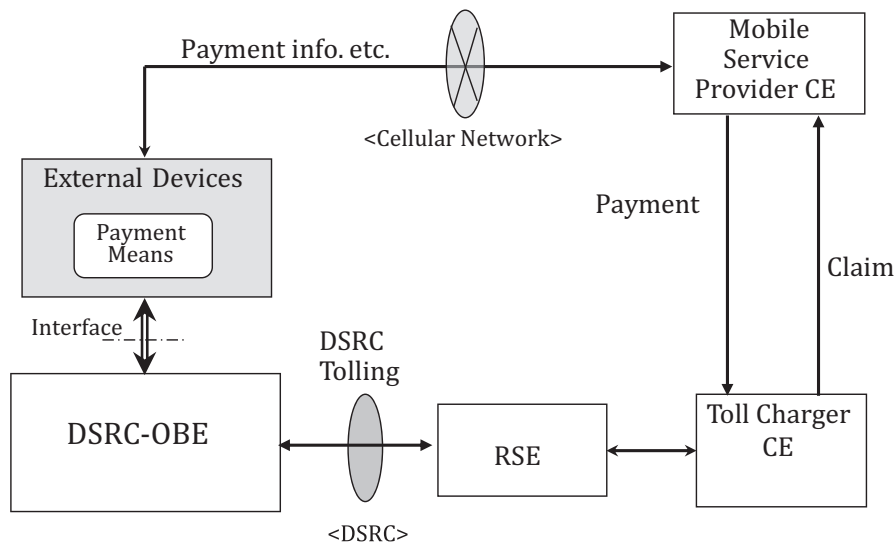 Payment info. etc.
Mobile
Service
Provider CE
<Cellular Network>
External Devices
Payment
Means
Payment
Claim
Interface
DSRC
Tolling
DSRC-OBE
RSE
Toll Charger
CE
<DSRC>